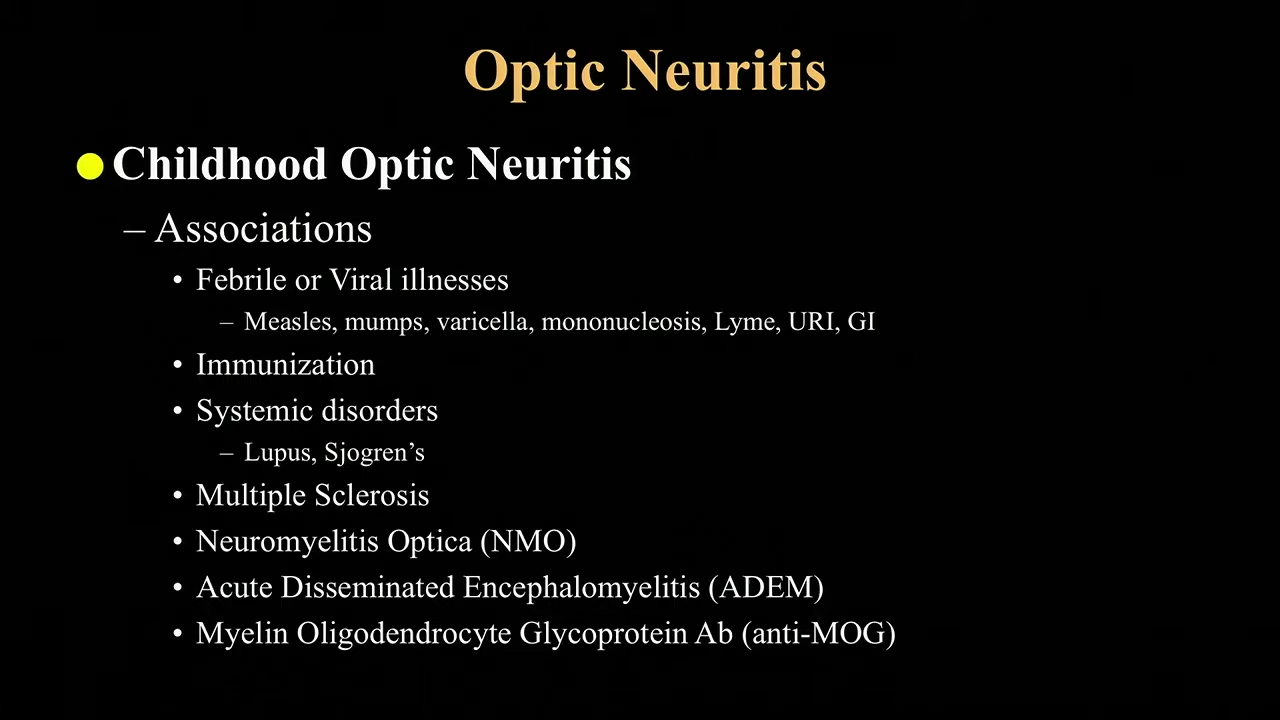 Optic Neuritis
Childhood Optic Neuritis
– Associations
• Febrile or Viral illnesses
– Measles, mumps, varicella, mononucleosis, Lyme, URI, GI
• Immunization
• Systemic disorders
– Lupus, Sjogren’s
• Multiple Sclerosis
• Neuromyelitis Optica (NMO)
• Acute Disseminated Encephalomyelitis (ADEM)
• Myelin Oligodendrocyte Glycoprotein Ab (anti-MOG)